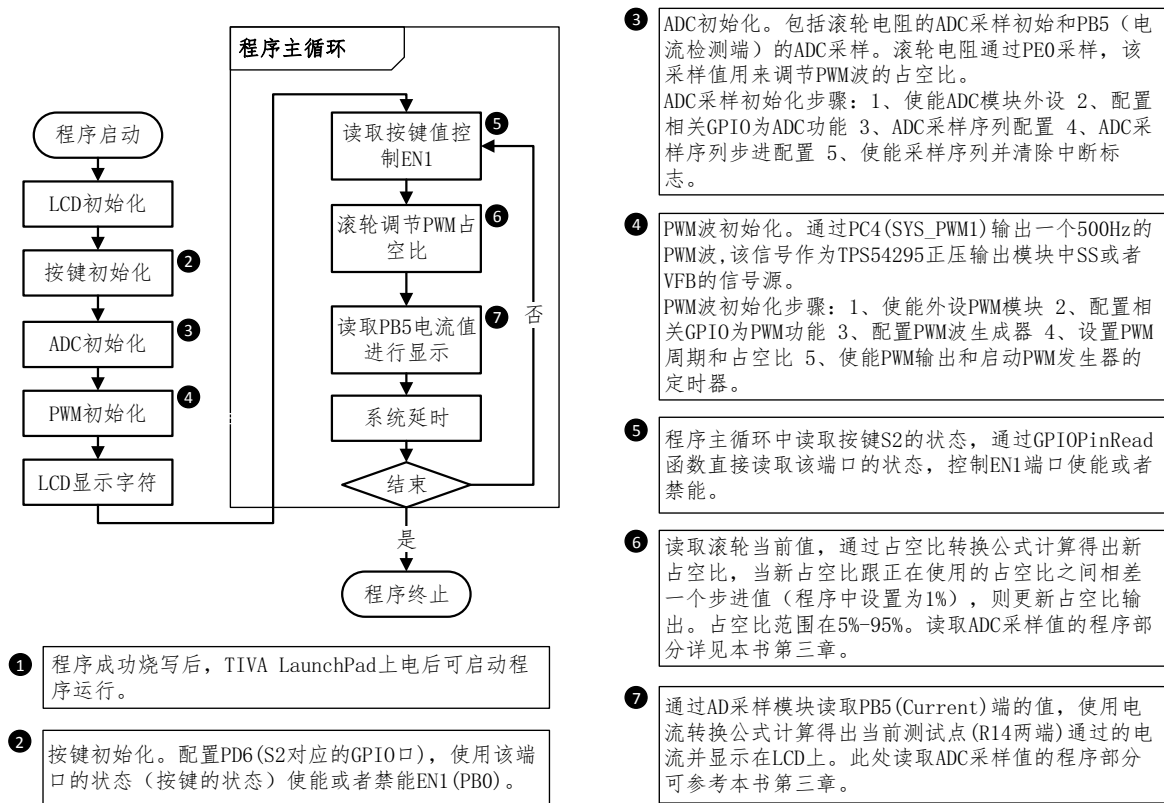 程序主循环
程序启动
LCD初始化
按键初始化
2
ADC初始化
3
PWM初始化
4
LCD显示字符
读取按键值控
制EN1
5
滚轮调节PWM占
空比
6
读取PB5电流值
进行显示
7
系统延时
结束
否
是
程序终止
1
程序成功烧写后，TIVA LaunchPad上电后可启动程
序运行。
2
按键初始化。配置PD6(S2对应的GPIO口)，使用该端
口的状态（按键的状态）使能或者禁能EN1(PB0)。
3
ADC初始化。包括滚轮电阻的ADC采样初始和PB5（电
流检测端）的ADC采样。滚轮电阻通过PE0采样，该
采样值用来调节PWM波的占空比。
ADC采样初始化步骤：1、使能ADC模块外设 2、配置
相关GPIO为ADC功能 3、ADC采样序列配置 4、ADC采
样序列步进配置 5、使能采样序列并清除中断标
志。
4
PWM波初始化。通过PC4(SYS_PWM1)输出一个500Hz的
PWM波,该信号作为TPS54295正压输出模块中SS或者
VFB的信号源。
PWM波初始化步骤：1、使能外设PWM模块 2、配置相
关GPIO为PWM功能 3、配置PWM波生成器 4、设置PWM
周期和占空比 5、使能PWM输出和启动PWM发生器的
定时器。
5
程序主循环中读取按键S2的状态，通过GPIOPinRead
函数直接读取该端口的状态，控制EN1端口使能或者
禁能。
6
读取滚轮当前值，通过占空比转换公式计算得出新
占空比，当新占空比跟正在使用的占空比之间相差
一个步进值（程序中设置为1%），则更新占空比输
出。占空比范围在5%-95%。读取ADC采样值的程序部
分详见本书第三章。
7
通过AD采样模块读取PB5(Current)端的值，使用电
流转换公式计算得出当前测试点(R14两端)通过的电
流并显示在LCD上。此处读取ADC采样值的程序部分
可参考本书第三章。